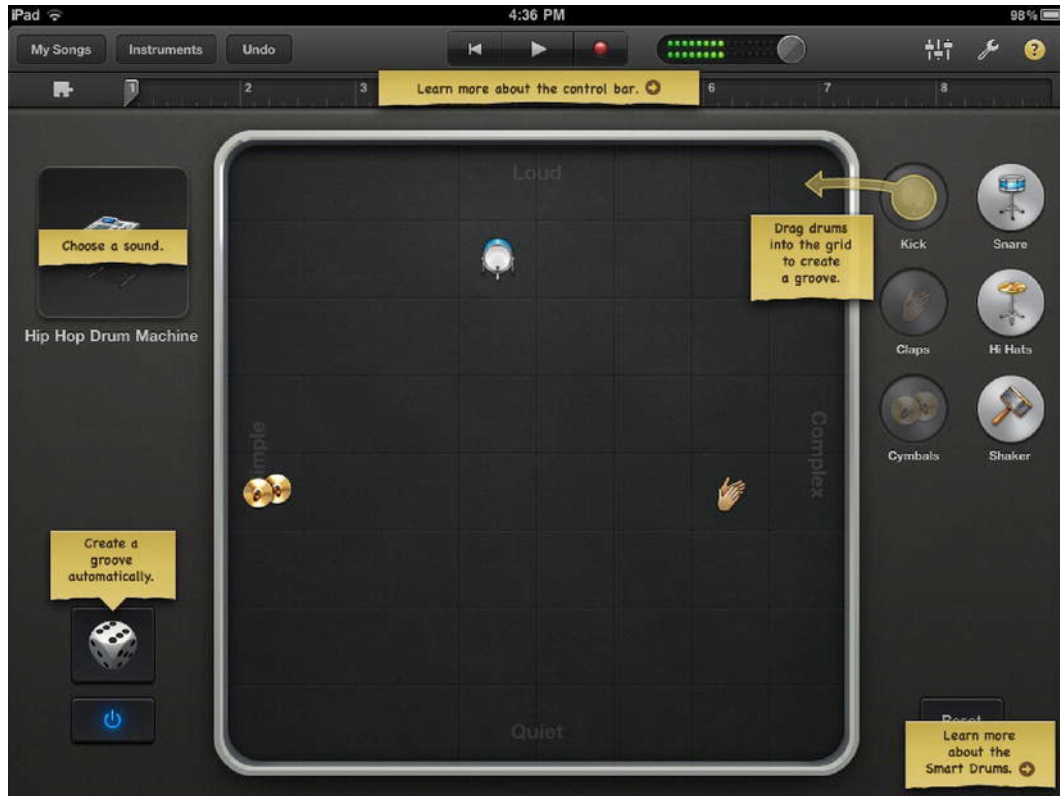 iPad 4:36 PM 98%
My Songs Instruments Undo
1 2 3 6 7 8
Learn more about the control bar.
Loud
Choose a sound.
Hip Hop Drum Machine
Drag drums
into the grid
to create
a groove.
Kick Snare
Claps Hi Hats
Cymbals Shaker
Simple
Complex
Create a
groove
automatically.
Quiet
Reset
Learn more
about the
Smart Drums.